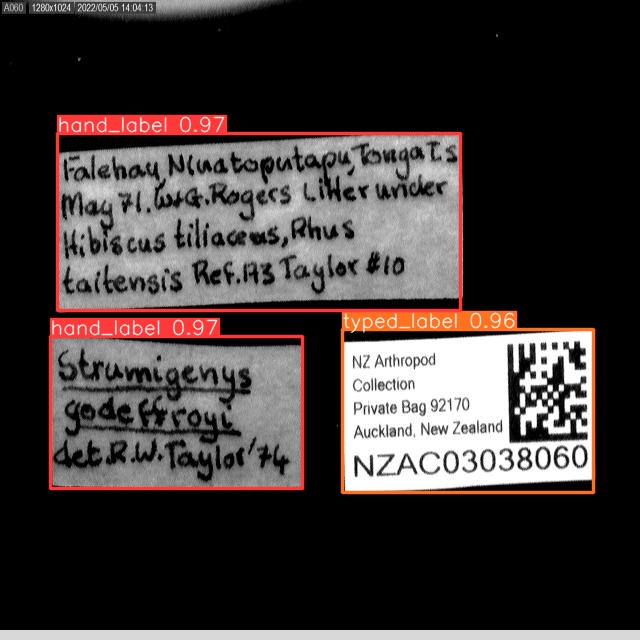 A060 1280x1024 2022/05/05 14:04:13
hand_label 0.97
Falehau, Niuatoputapu, Tonga Is
May 71. W&G. Rogers Litter under
Hibiscus tiliaceus, Rhus
taitensis Ref. A3 Taylor #10
hand_label 0.97
Strumigenys
godeffroyi
det. R.W. Taylor '74
typed_label 0.96
NZ Arthropod
Collection
Private Bag 92170
Auckland, New Zealand
NZAC03038060